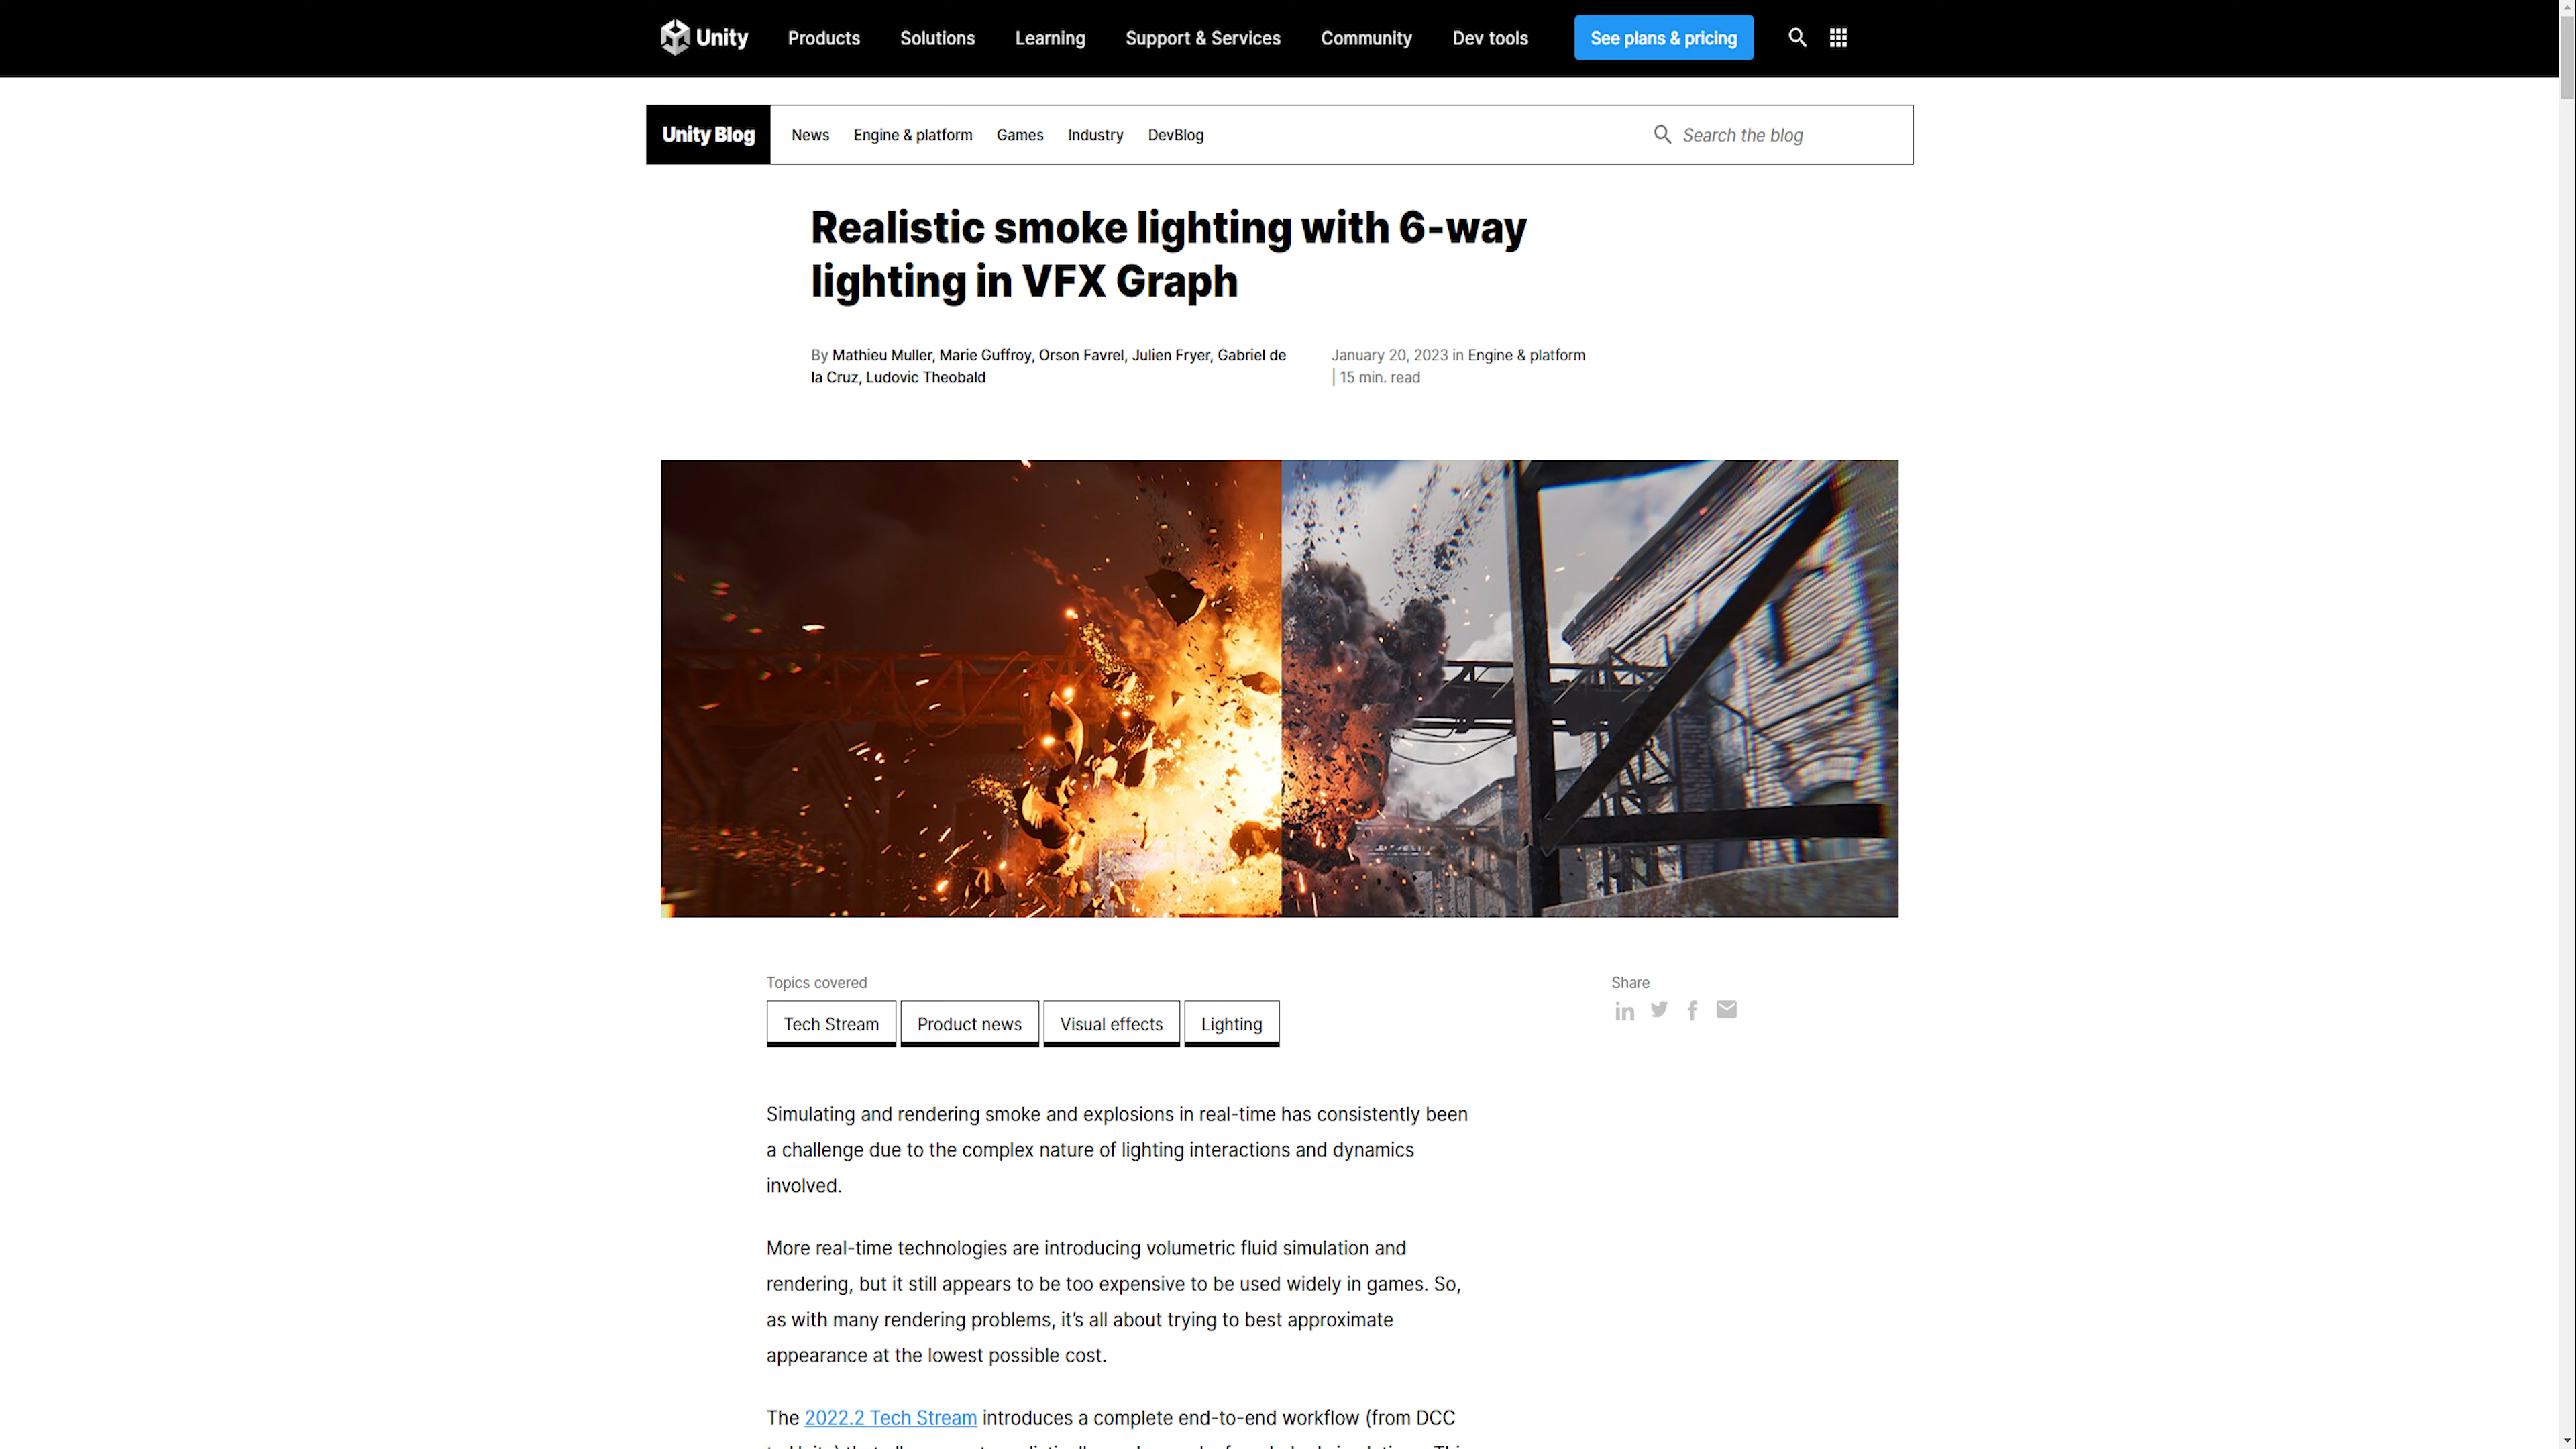 Unity
Products
Solutions
Learning
Support & Services
Community
Dev tools
See plans & pricing
Unity Blog
News
Engine & platform
Games
Industry
DevBlog
Search the blog
Realistic smoke lighting with 6-way
lighting in VFX Graph
By Mathieu Muller, Marie Guffroy, Orson Favrel, Julien Fryer, Gabriel de
la Cruz, Ludovic Theobald
January 20, 2023 in Engine & platform
| 15 min. read
Topics covered
Tech Stream
Product news
Visual effects
Lighting
Share
Simulating and rendering smoke and explosions in real-time has consistently been
a challenge due to the complex nature of lighting interactions and dynamics
involved.
More real-time technologies are introducing volumetric fluid simulation and
rendering, but it still appears to be too expensive to be used widely in games. So,
as with many rendering problems, it's all about trying to best approximate
appearance at the lowest possible cost.
The 2022.2 Tech Stream introduces a complete end-to-end workflow (from DCC